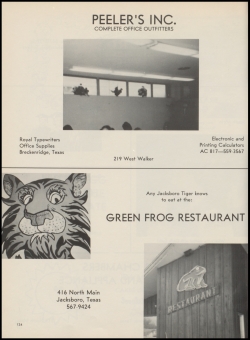 PEELER'S INC.
COMPLETE OFFICE OUTFITTERS
Royal Typewriters
Office Supplies
Breckenridge, Texas
Electronic and
Printing Calculators
AC 817—559-3567
219 West Walker
Any Jacksboro Tiger knows
to eat at the:
GREEN FROG RESTAURANT
416 North Main
Jacksboro, Texas
567-9424
RESTAURANT